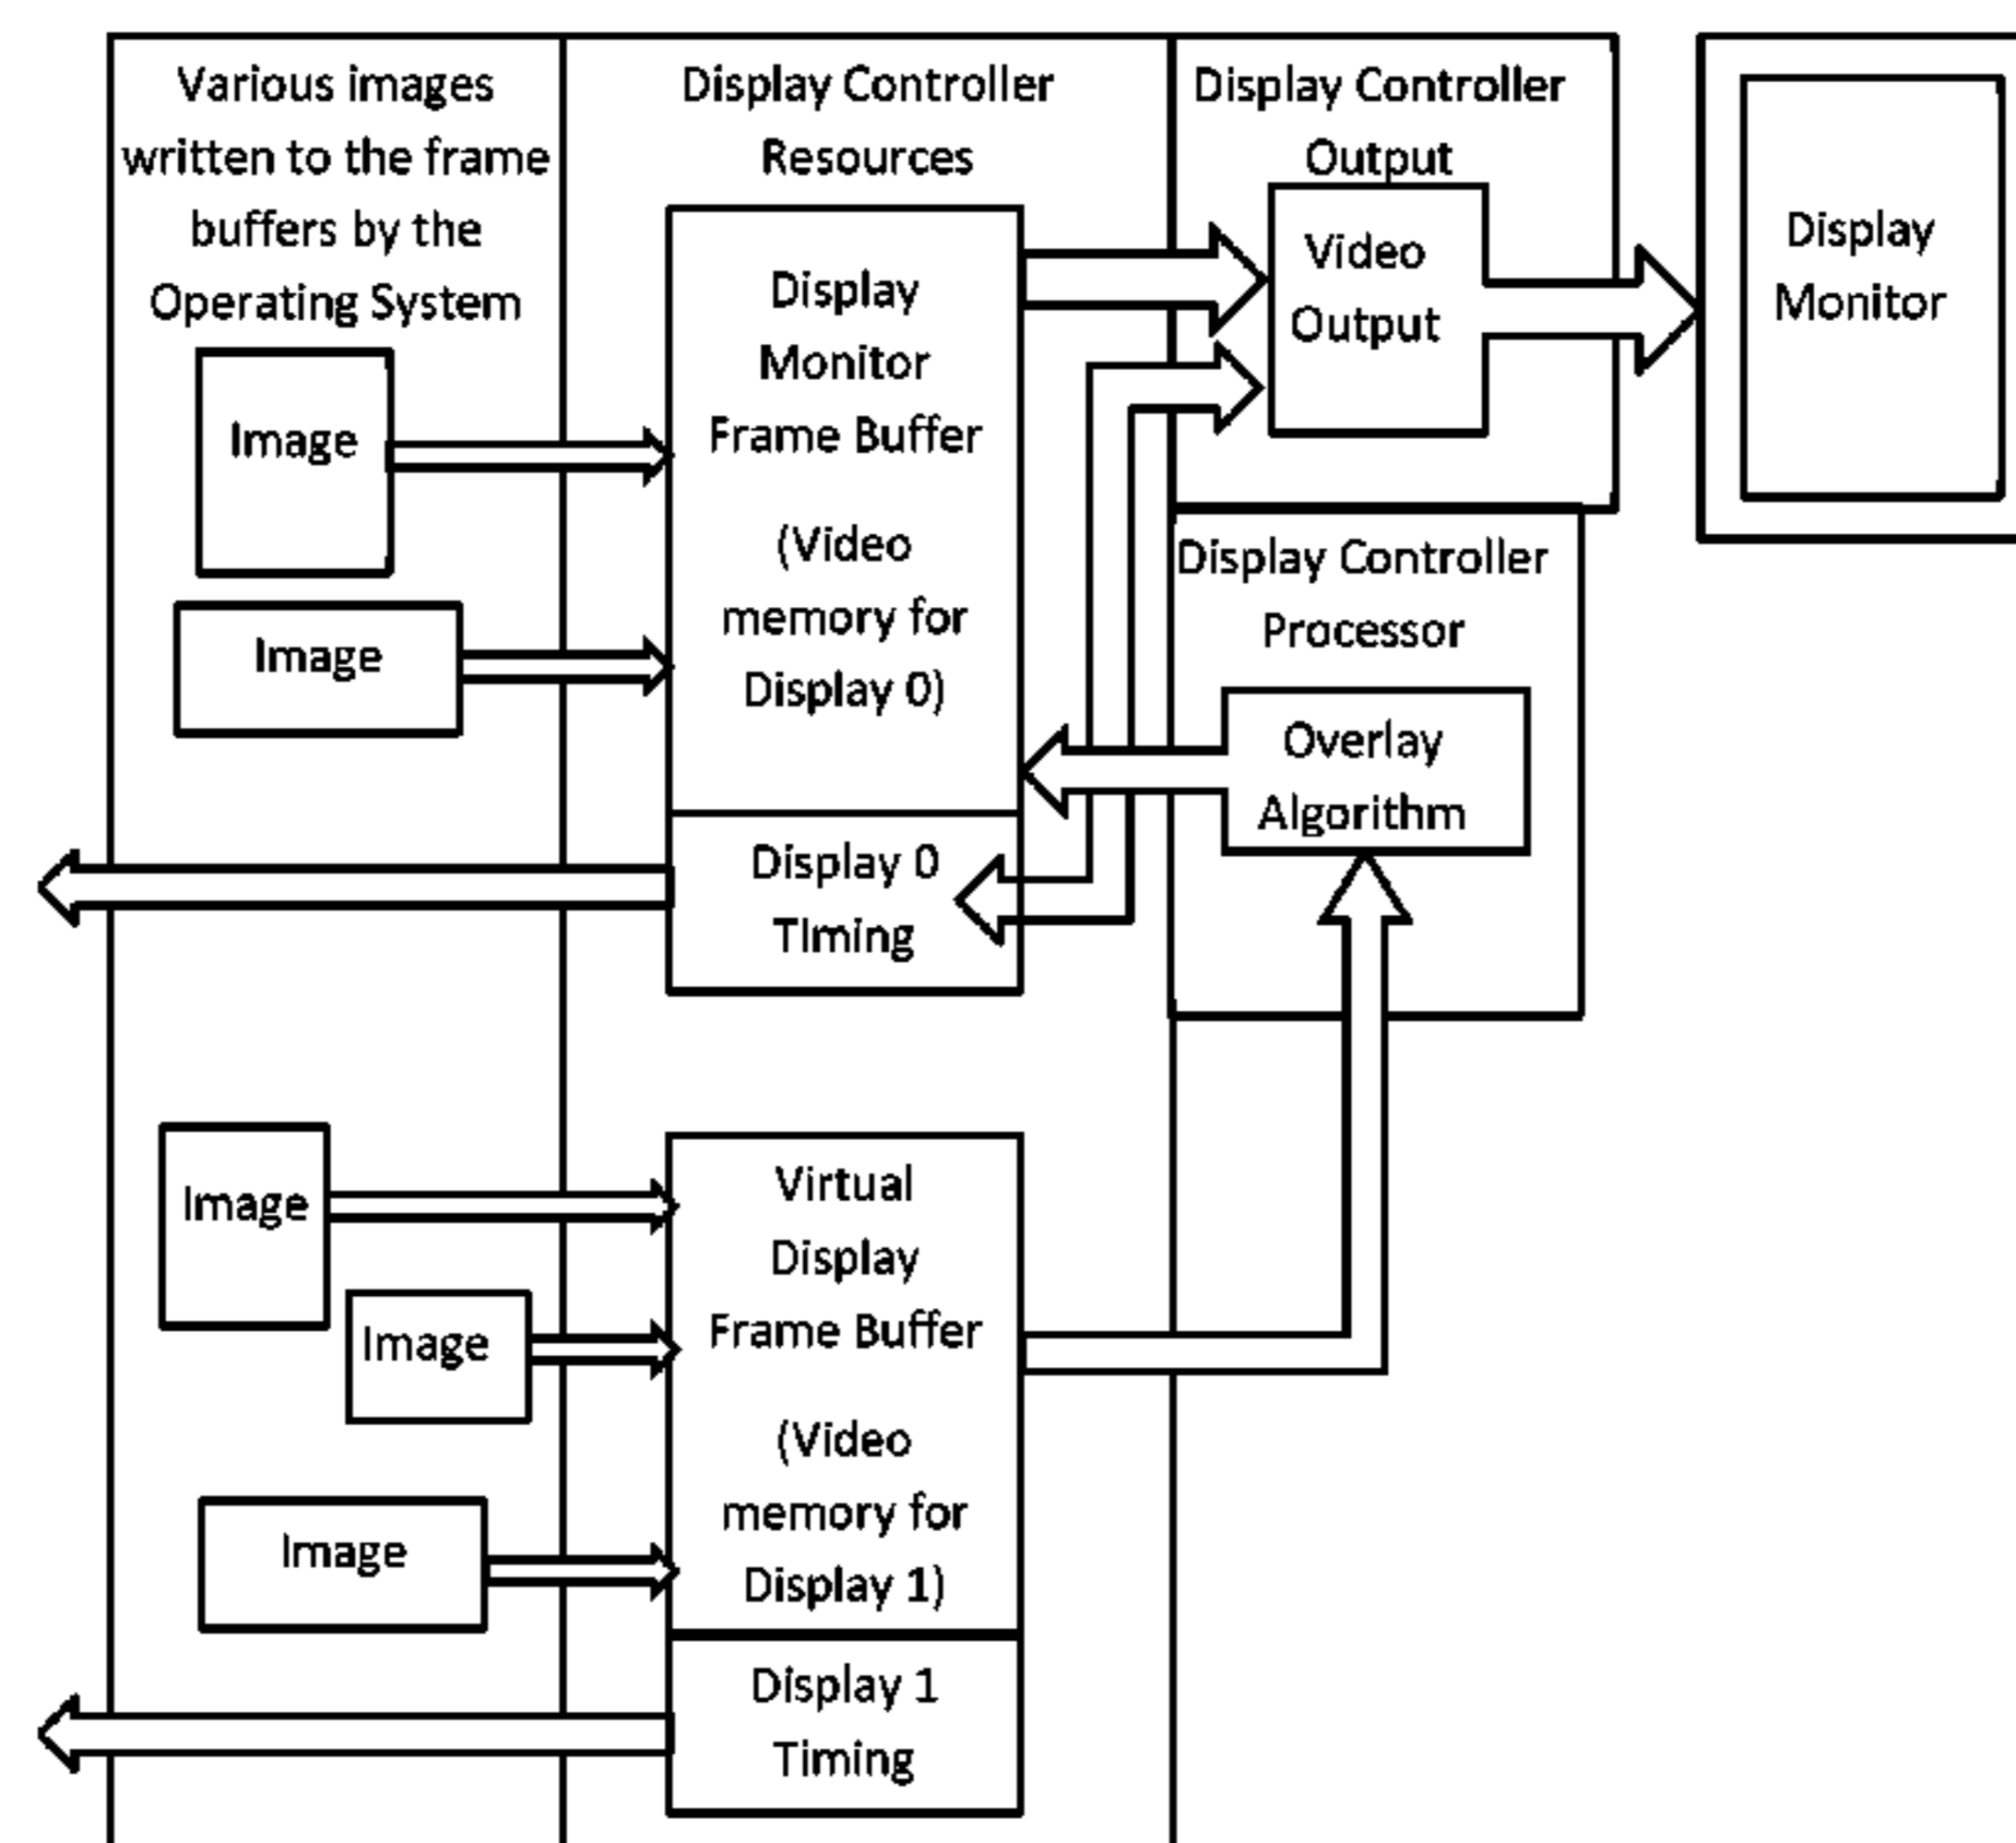 Various images
written to the frame
buffers by the
Operating System
Image
Image
Image
Image
Image
Display Controller
Resources
Display
Monitor
Frame Buffer
(Video
memory for
Display 0)
Display 0
Timing
Virtual
Display
Frame Buffer
(Video
memory for
Display 1)
Display 1
Timing
Display Controller
Output
Video
Output
Display Controller
Processor
Overlay
Algorithm
Display
Monitor